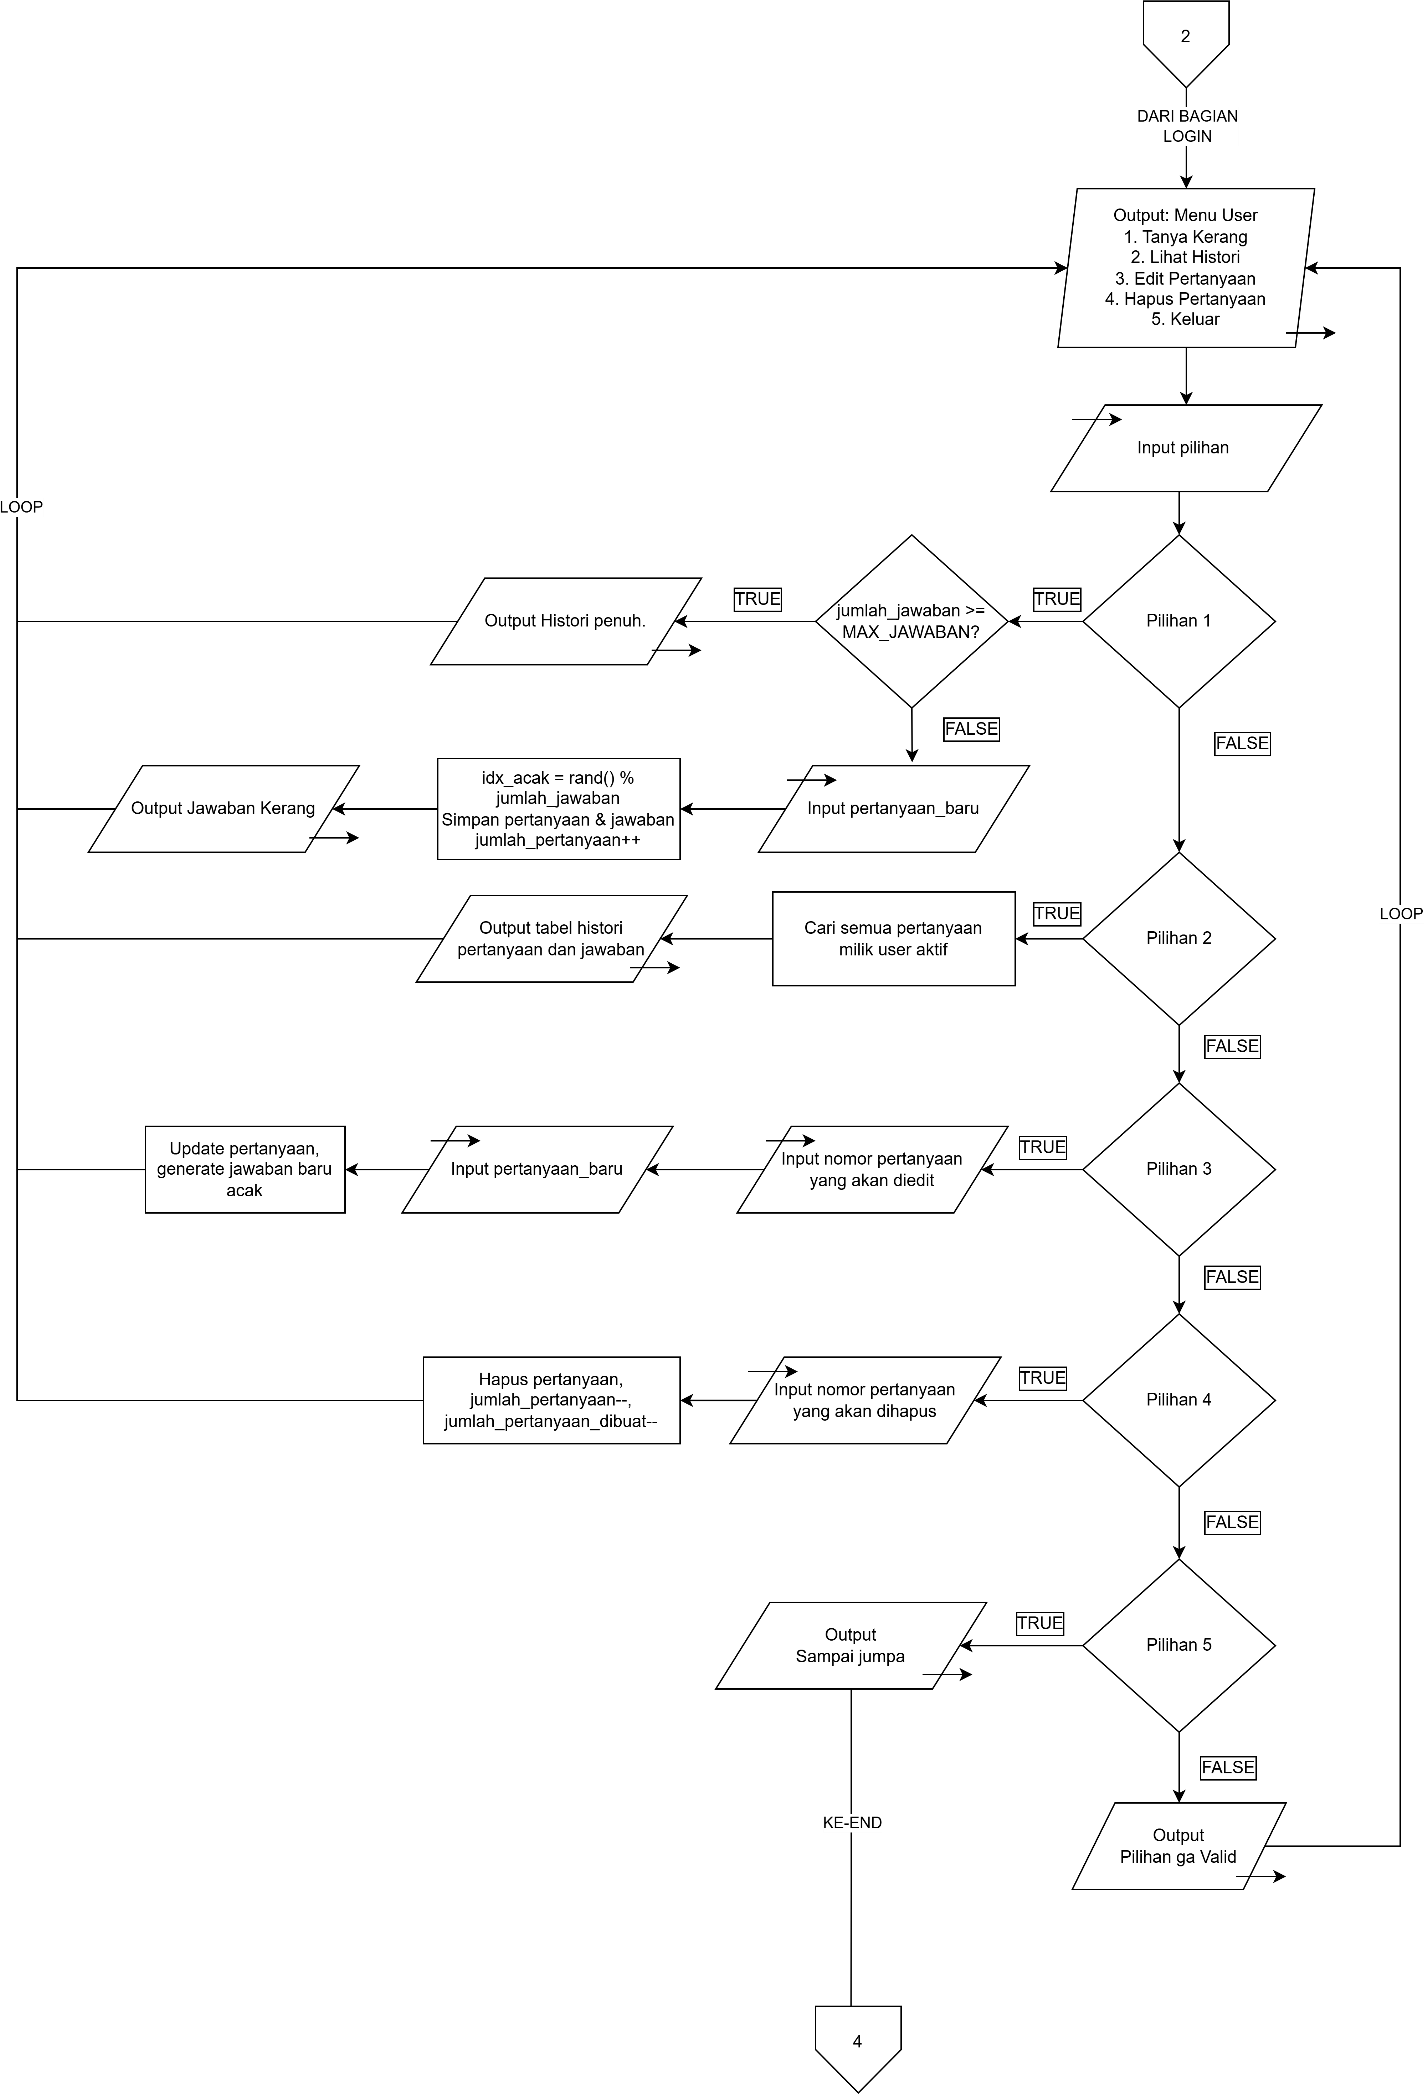 2
DARI BAGIAN
LOGIN
Output: Menu User
1. Tanya Kerang
2. Lihat Histori
3. Edit Pertanyaan
4. Hapus Pertanyaan
5. Keluar
Input pilihan
LOOP
Pilihan 1
TRUE
jumlah_jawaban >=
MAX_JAWABAN?
TRUE
Output Histori penuh.
FALSE
FALSE
Input pertanyaan_baru
idx_acak = rand() %
jumlah_jawaban
Simpan pertanyaan & jawaban
jumlah_pertanyaan++
Output Jawaban Kerang
LOOP
Pilihan 2
TRUE
Cari semua pertanyaan
milik user aktif
Output tabel histori
pertanyaan dan jawaban
FALSE
Pilihan 3
TRUE
Input nomor pertanyaan
yang akan diedit
Input pertanyaan_baru
Update pertanyaan,
generate jawaban baru
acak
FALSE
Pilihan 4
TRUE
Input nomor pertanyaan
yang akan dihapus
Hapus pertanyaan,
jumlah_pertanyaan--,
jumlah_pertanyaan_dibuat--
FALSE
Pilihan 5
TRUE
Output
Sampai jumpa
FALSE
KE-END
Output
Pilihan ga Valid
4